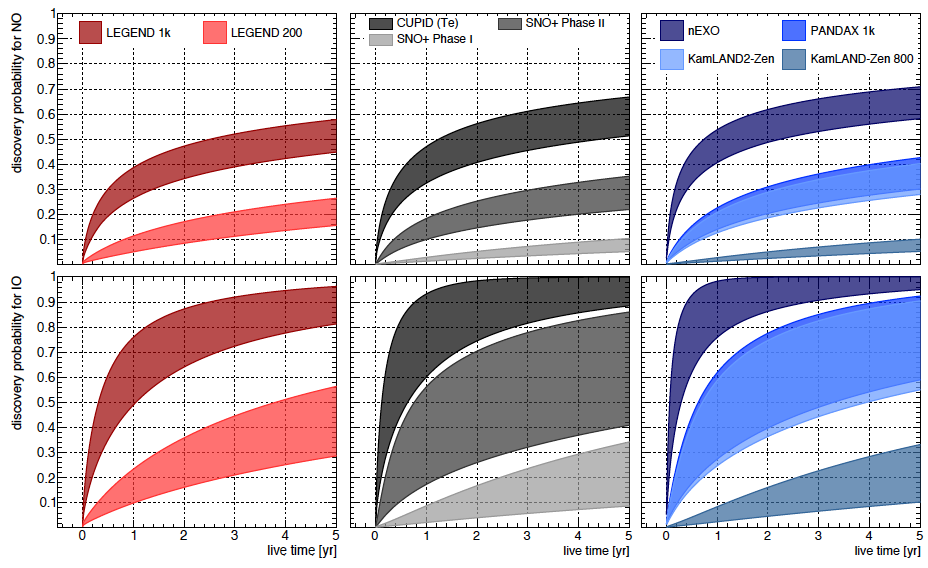 discovery probability for NO
1
0.9
0.8
0.7
0.6
0.5
0.4
0.3
0.2
0.1
LEGEND 1k LEGEND 200
CUPID (Te) SNO+ Phase II
SNO+ Phase I
nEXO PANDAX 1k
KamLAND2-Zen KamLAND-Zen 800
discovery probability for IO
1
0.9
0.8
0.7
0.6
0.5
0.4
0.3
0.2
0.1
0 1 2 3 4 5
live time [yr]
0 1 2 3 4 5
live time [yr]
0 1 2 3 4 5
live time [yr]